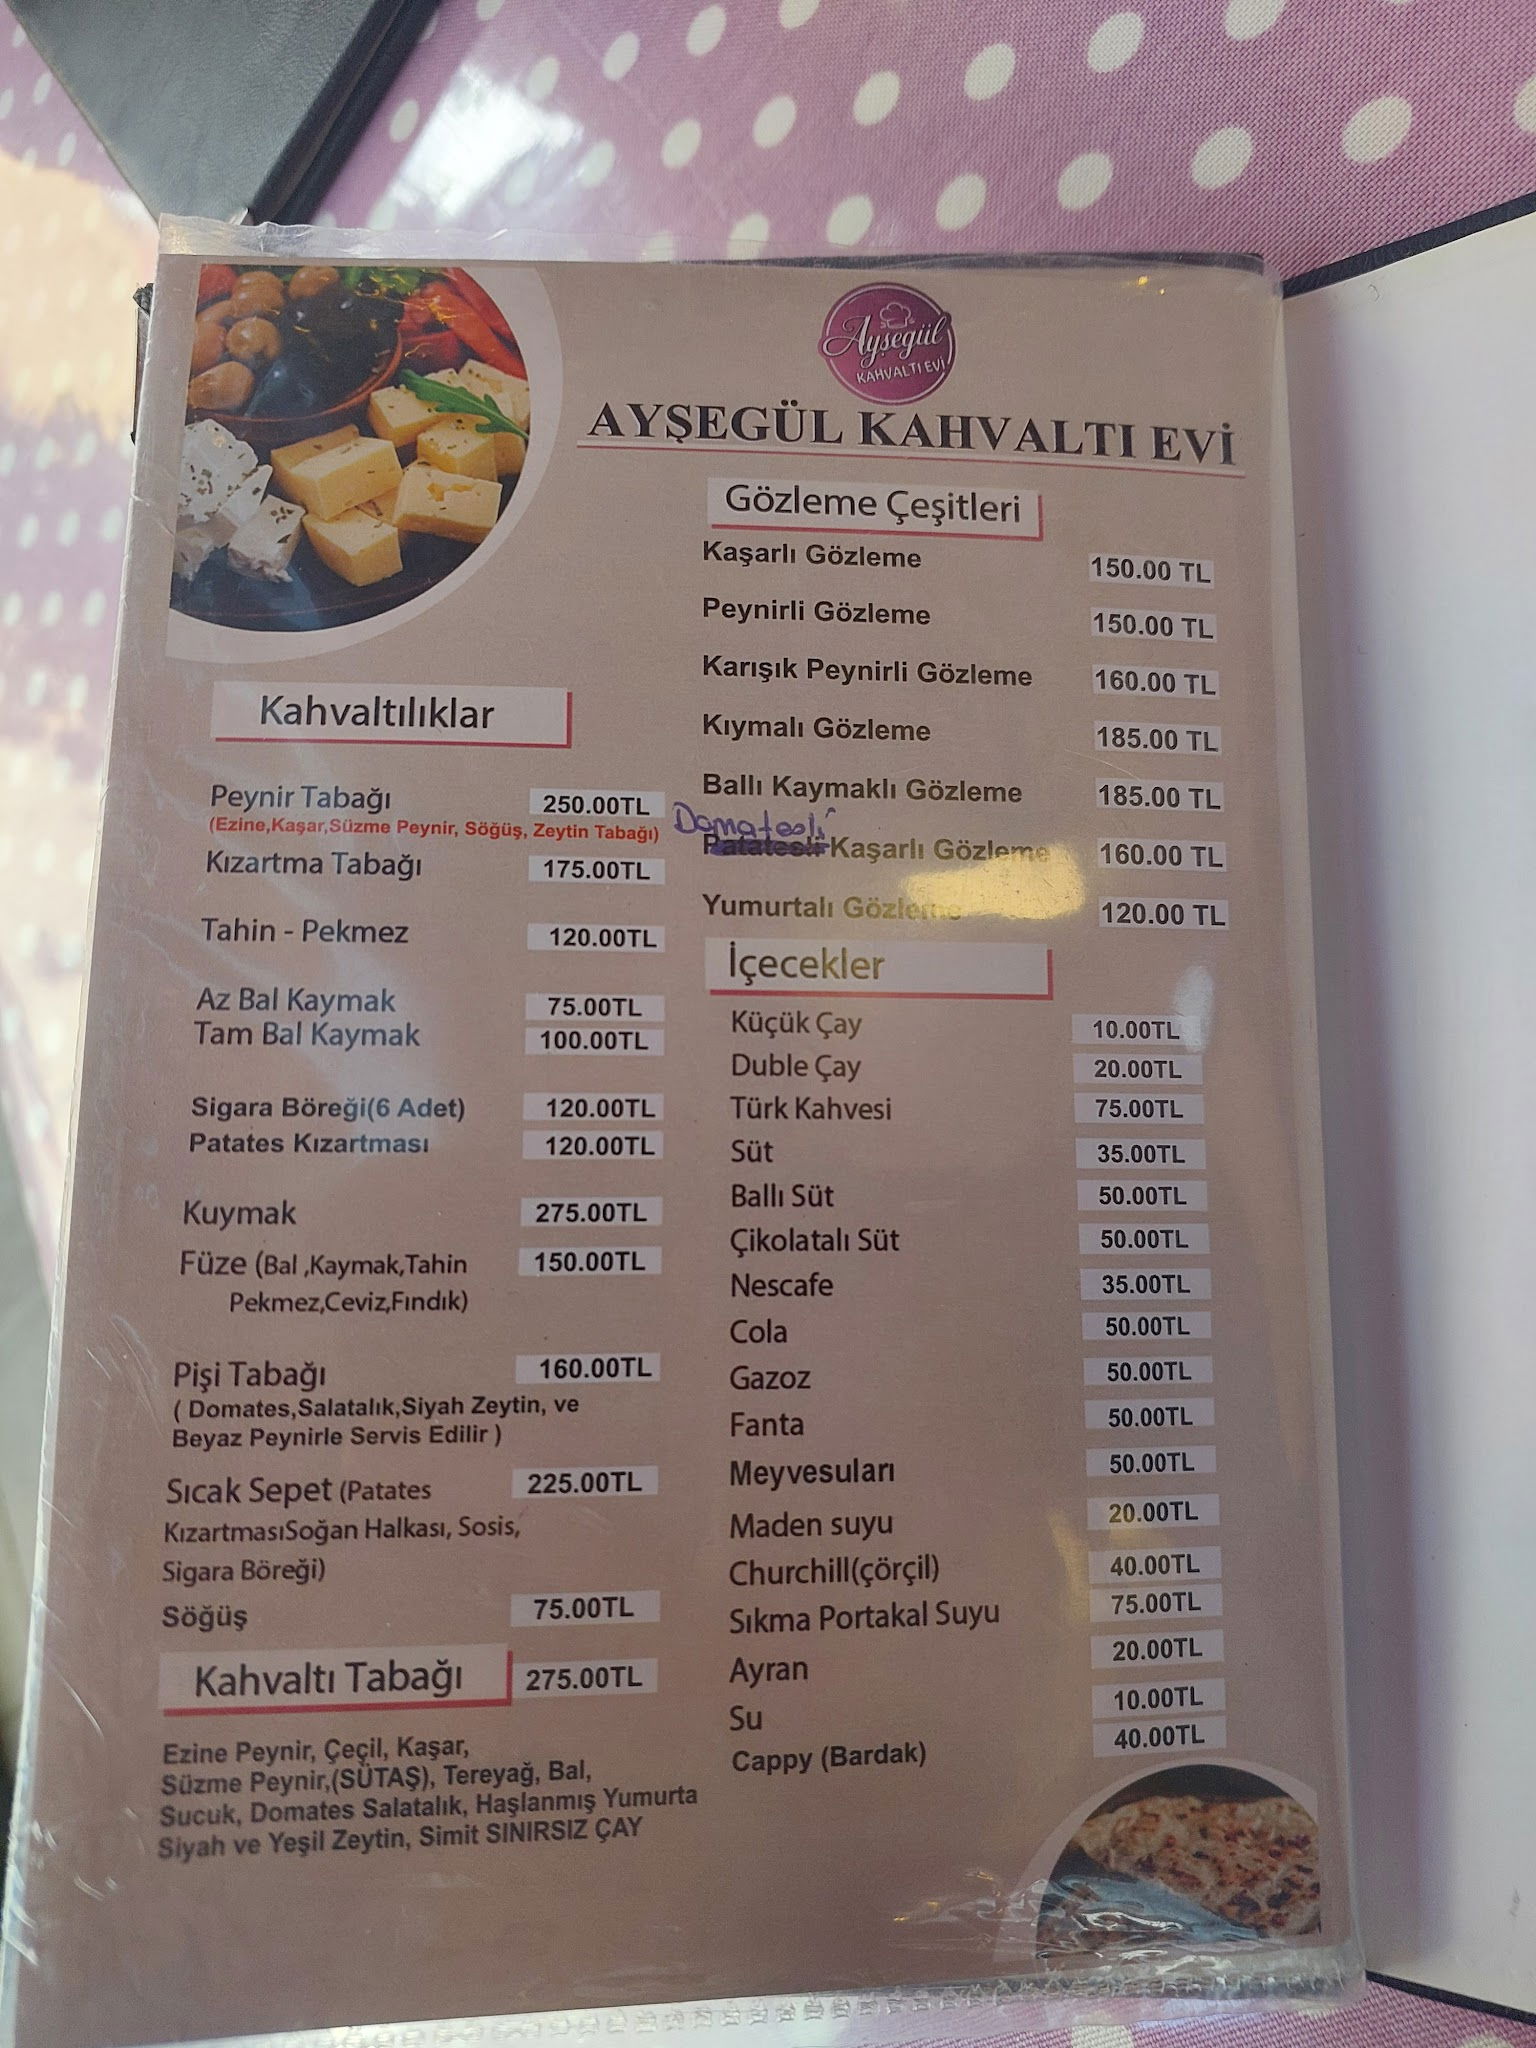 Ayşegül
KAHVALTI EVİ
AYŞEGÜL KAHVALTI EVİ
Kahvaltılıklar
Peynir Tabağı 250.00TL
(Ezine,Kaşar,Süzme Peynir, Söğüş, Zeytin Tabağı)
Kızartma Tabağı 175.00TL
Tahin - Pekmez 120.00TL
Az Bal Kaymak 75.00TL
Tam Bal Kaymak 100.00TL
Sigara Böreği(6 Adet) 120.00TL
Patates Kızartması 120.00TL
Kuymak 275.00TL
Füze (Bal ,Kaymak,Tahin 150.00TL
Pekmez,Ceviz,Fındık)
Pişi Tabağı 160.00TL
( Domates,Salatalık,Siyah Zeytin, ve
Beyaz Peynirle Servis Edilir )
Sıcak Sepet (Patates 225.00TL
KızartmasıSoğan Halkası, Sosis,
Sigara Böreği)
Söğüş 75.00TL
Kahvaltı Tabağı 275.00TL
Ezine Peynir, Çeçil, Kaşar,
Süzme Peynir,(SÜTAŞ), Tereyağ, Bal,
Sucuk, Domates Salatalık, Haşlanmış Yumurta
Siyah ve Yeşil Zeytin, Simit SINIRSIZ ÇAY
Gözleme Çeşitleri
Kaşarlı Gözleme 150.00 TL
Peynirli Gözleme 150.00 TL
Karışık Peynirli Gözleme 160.00 TL
Kıymalı Gözleme 185.00 TL
Ballı Kaymaklı Gözleme 185.00 TL
Domatesli
Patatesli Kaşarlı Gözleme 160.00 TL
Yumurtalı Gözleme 120.00 TL
İçecekler
Küçük Çay 10.00TL
Duble Çay 20.00TL
Türk Kahvesi 75.00TL
Süt 35.00TL
Ballı Süt 50.00TL
Çikolatalı Süt 50.00TL
Nescafe 35.00TL
Cola 50.00TL
Gazoz 50.00TL
Fanta 50.00TL
Meyvesuları 50.00TL
Maden suyu 20.00TL
Churchill(çörçil) 40.00TL
Sıkma Portakal Suyu 75.00TL
Ayran 20.00TL
Su 10.00TL
Cappy (Bardak) 40.00TL